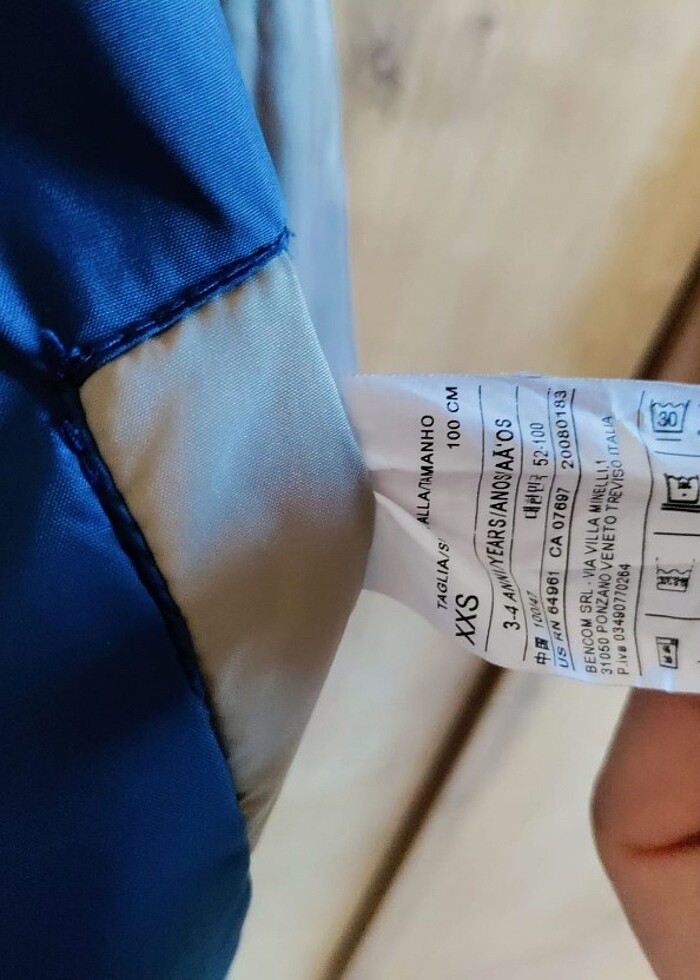 TAGLIA/S ALLA/TAMANHO
XXS 100 CM
3-4 ANNI/YEARS/ANOS/AÃ'OS
中国 100/47 대한민국 52-100
US RN 64961 CA 07697 20080183
BENCOM SRL - VIA VILLA MINELLI,1
31050 PONZANO VENETO TREVISO ITALIA
P.iva 03490770264
30